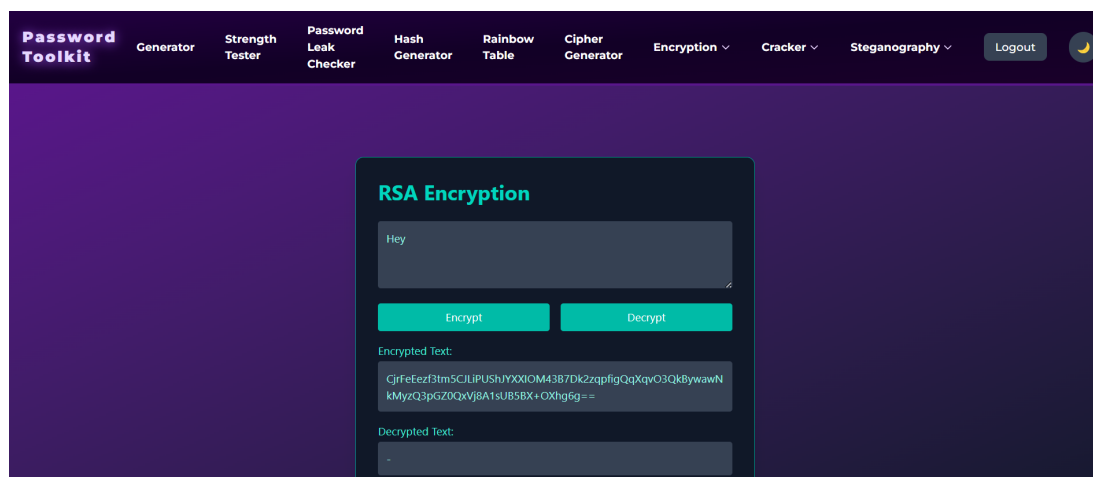 Password Toolkit
Generator
Strength Tester
Password Leak Checker
Hash Generator
Rainbow Table
Cipher Generator
Encryption
Cracker
Steganography
Logout
RSA Encryption
Hey
Encrypt
Decrypt
Encrypted Text:
CjrFeEezf3tm5CJLiPUShJYXXIOM43B7Dk2zqpfigQqXqvO3QkBywawN
kMyzQ3pGZ0QxVj8A1sUB5BX+OXhg6g==
Decrypted Text:
-